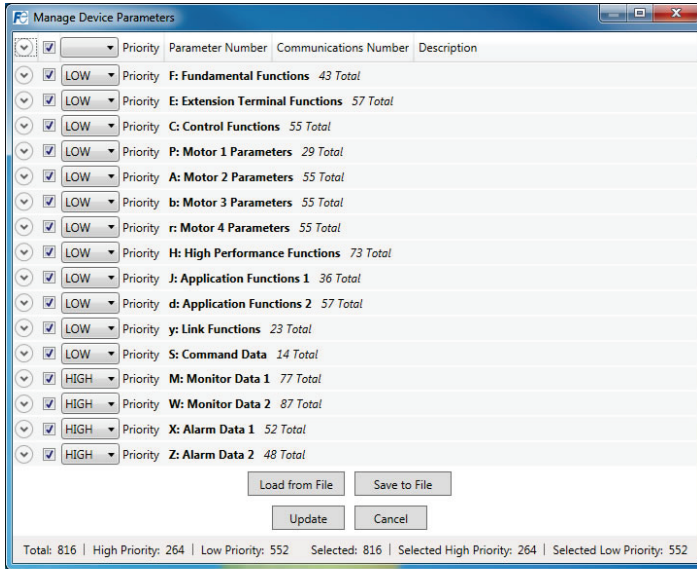 Manage Device Parameters
Priority Parameter Number Communications Number Description
LOW Priority F: Fundamental Functions 43 Total
LOW Priority E: Extension Terminal Functions 57 Total
LOW Priority C: Control Functions 55 Total
LOW Priority P: Motor 1 Parameters 29 Total
LOW Priority A: Motor 2 Parameters 55 Total
LOW Priority b: Motor 3 Parameters 55 Total
LOW Priority r: Motor 4 Parameters 55 Total
LOW Priority H: High Performance Functions 73 Total
LOW Priority J: Application Functions 1 36 Total
LOW Priority d: Application Functions 2 57 Total
LOW Priority y: Link Functions 23 Total
LOW Priority S: Command Data 14 Total
HIGH Priority M: Monitor Data 1 77 Total
HIGH Priority W: Monitor Data 2 87 Total
HIGH Priority X: Alarm Data 1 52 Total
HIGH Priority Z: Alarm Data 2 48 Total
Load from File Save to File
Update Cancel
Total: 816 | High Priority: 264 | Low Priority: 552 Selected: 816 | Selected High Priority: 264 | Selected Low Priority: 552